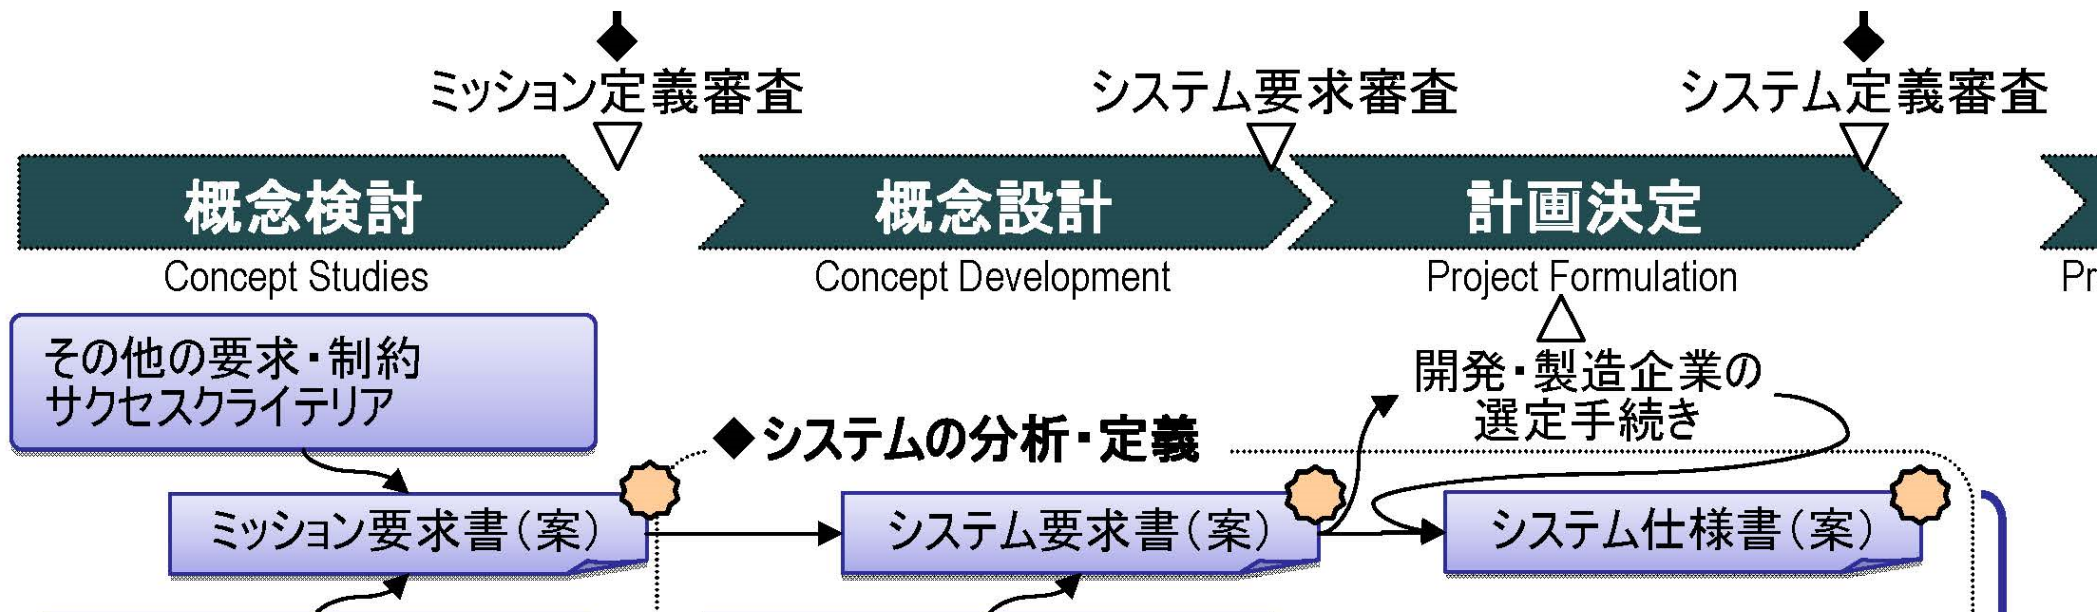 ミッション定義審査
システム要求審査
システム定義審査
概念検討
概念設計
計画決定
Concept Studies
Concept Development
Project Formulation
Pr
その他の要求・制約
サクセスクライテリア
開発・製造企業の
選定手続き
◆システムの分析・定義
ミッション要求書(案)
システム要求書(案)
システム仕様書(案)